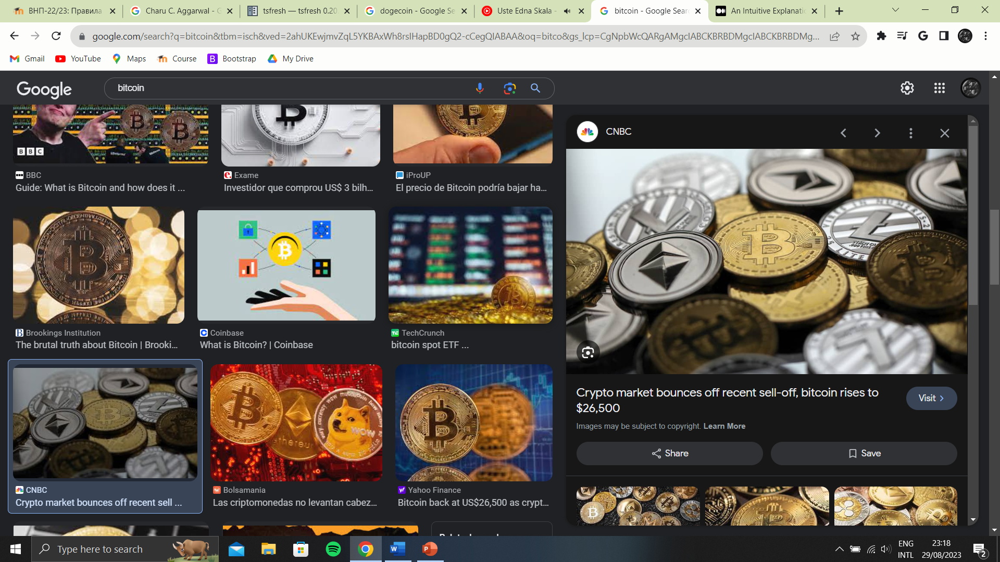 ВНП-22/23: Правила
Charu C. Aggarwal - G
tsfresh — tsfresh 0.20
dogecoin - Google Se
Uste Edna Skala -
bitcoin - Google Sear
An Intuitive Explanati
google.com/search?q=bitcoin&tbm=isch&ved=2ahUKEwjmvZqL5YKBAxWh8rsIHapBD0gQ2-cCegQIABAA&oq=bitco&gs_lcp=CgNpbWcQARgAMgcIABCKBRBDMgcIABCKBRBDMg...
Gmail
YouTube
Maps
Course
Bootstrap
My Drive
Google
bitcoin
BBC
BBC
Guide: What is Bitcoin and how does it ...
Exame
Investidor que comprou US$ 3 bilh...
iProUP
El precio de Bitcoin podría bajar ha...
Brookings Institution
The brutal truth about Bitcoin | Brooki...
Coinbase
What is Bitcoin? | Coinbase
TechCrunch
bitcoin spot ETF ...
CNBC
Crypto market bounces off recent sell ...
ethereum
WOW
Bolsamania
Las criptomonedas no levantan cabez...
Yahoo Finance
Bitcoin back at US$26,500 as crypt...
CNBC
Crypto market bounces off recent sell-off, bitcoin rises to
$26,500
Visit
Images may be subject to copyright. Learn More
Share
Save
Type here to search
ENG
INTL
23:18
29/08/2023
2